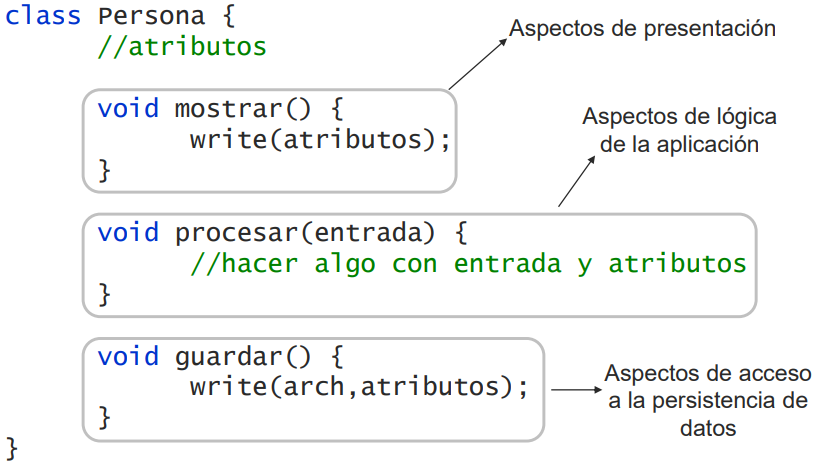 class Persona {
//atributos
Aspectos de presentación
void mostrar() {
write(atributos);
}
Aspectos de lógica
de la aplicación
void procesar(entrada) {
//hacer algo con entrada y atributos
}
void guardar() {
write(arch,atributos);
}
Aspectos de acceso
a la persistencia de
datos
}